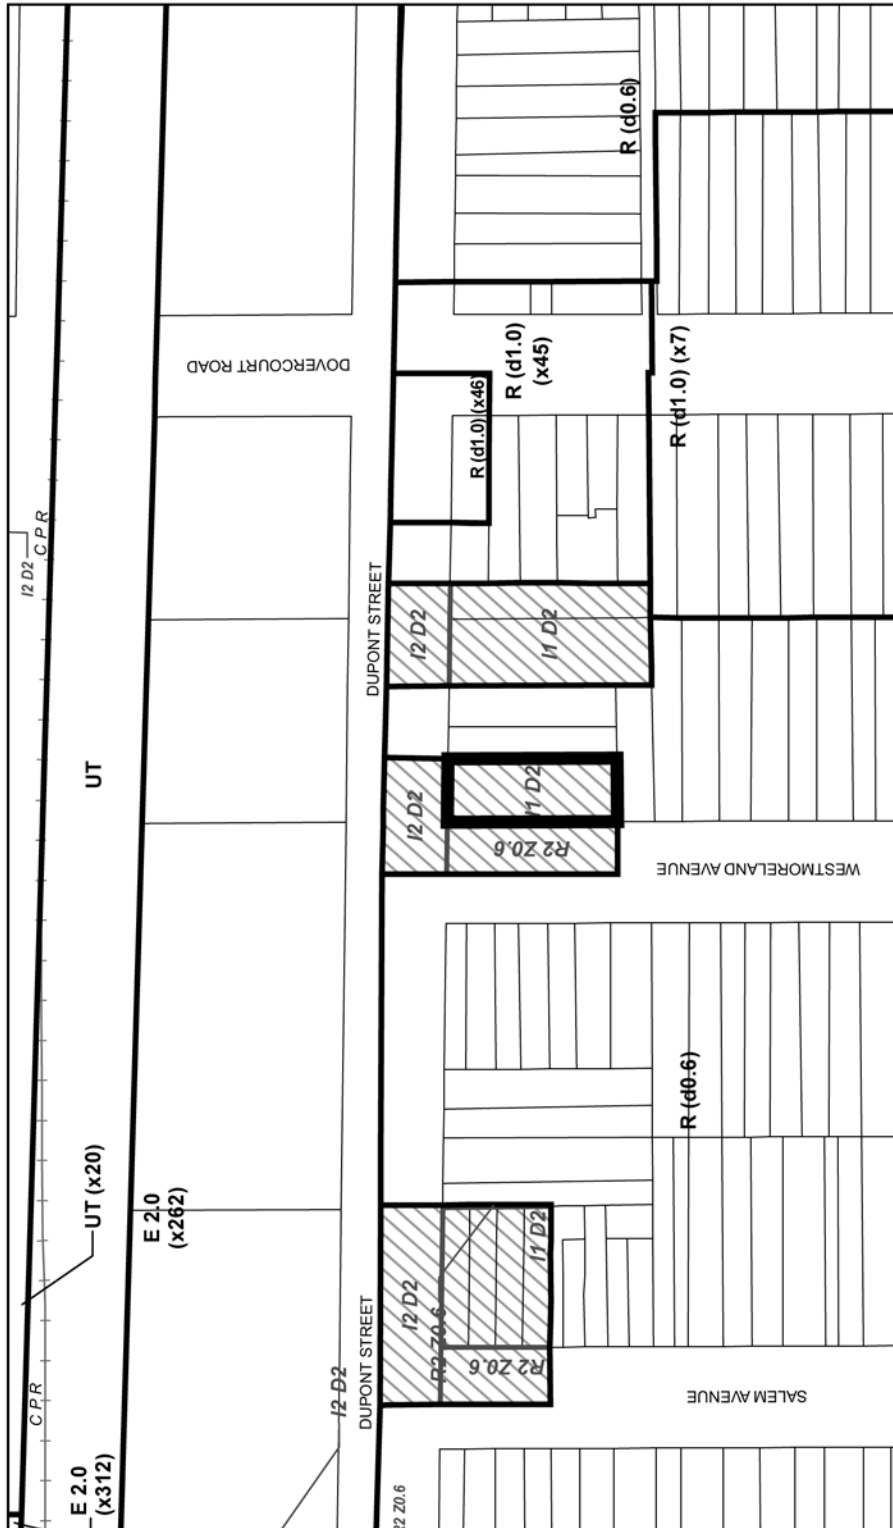 R (d0.6)
DOVERCOURT ROAD
R (d1.0)
(x45)
R (d1.0) (x7)
R (d1.0) (x46)
C P R
I2 D2
DUPONT STREET
I2 D2
I1 D2
UT
I2 D2
I1 D2
R2 Z0.6
WESTMORELAND AVENUE
R (d0.6)
UT (x20)
E 2.0
(x262)
I1 D2
I2 D2
R2 Z0.6
R2 Z0.6
DUPONT STREET
I2 D2
SALEM AVENUE
C P R
E 2.0
(x312)
R2 Z0.6